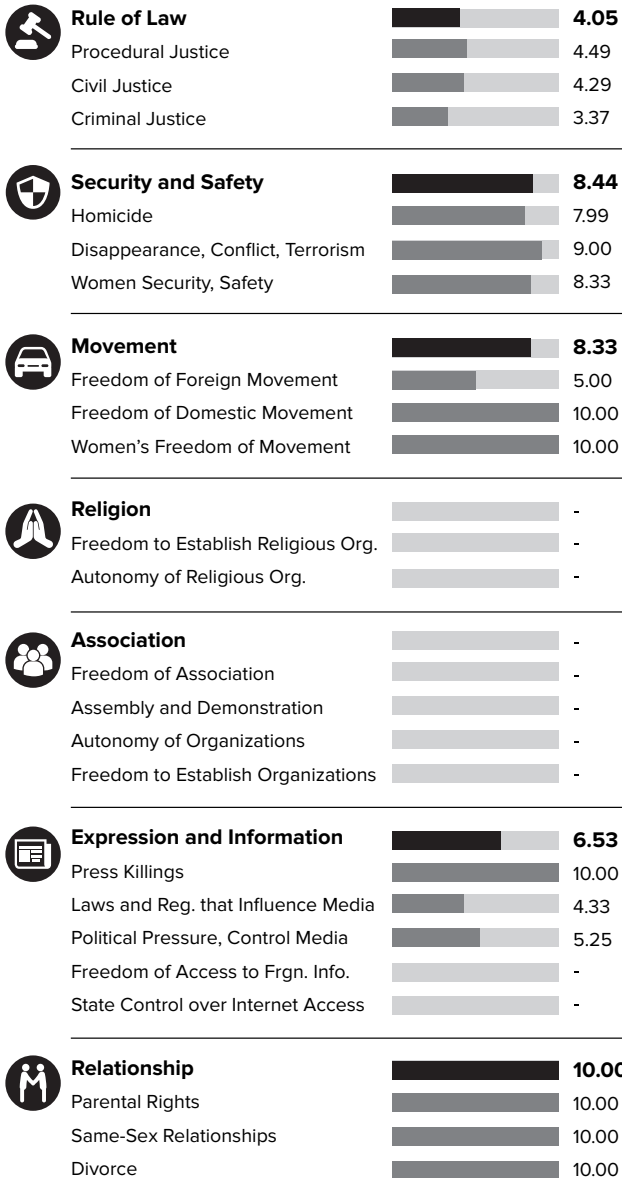 Rule of Law 4.05
Procedural Justice 4.49
Civil Justice 4.29
Criminal Justice 3.37
Security and Safety 8.44
Homicide 7.99
Disappearance, Conflict, Terrorism 9.00
Women Security, Safety 8.33
Movement 8.33
Freedom of Foreign Movement 5.00
Freedom of Domestic Movement 10.00
Women’s Freedom of Movement 10.00
Religion -
Freedom to Establish Religious Org. -
Autonomy of Religious Org. -
Association -
Freedom of Association -
Assembly and Demonstration -
Autonomy of Organizations -
Freedom to Establish Organizations -
Expression and Information 6.53
Press Killings 10.00
Laws and Reg. that Influence Media 4.33
Political Pressure, Control Media 5.25
Freedom of Access to Frgn. Info. -
State Control over Internet Access -
Relationship 10.00
Parental Rights 10.00
Same-Sex Relationships 10.00
Divorce 10.00